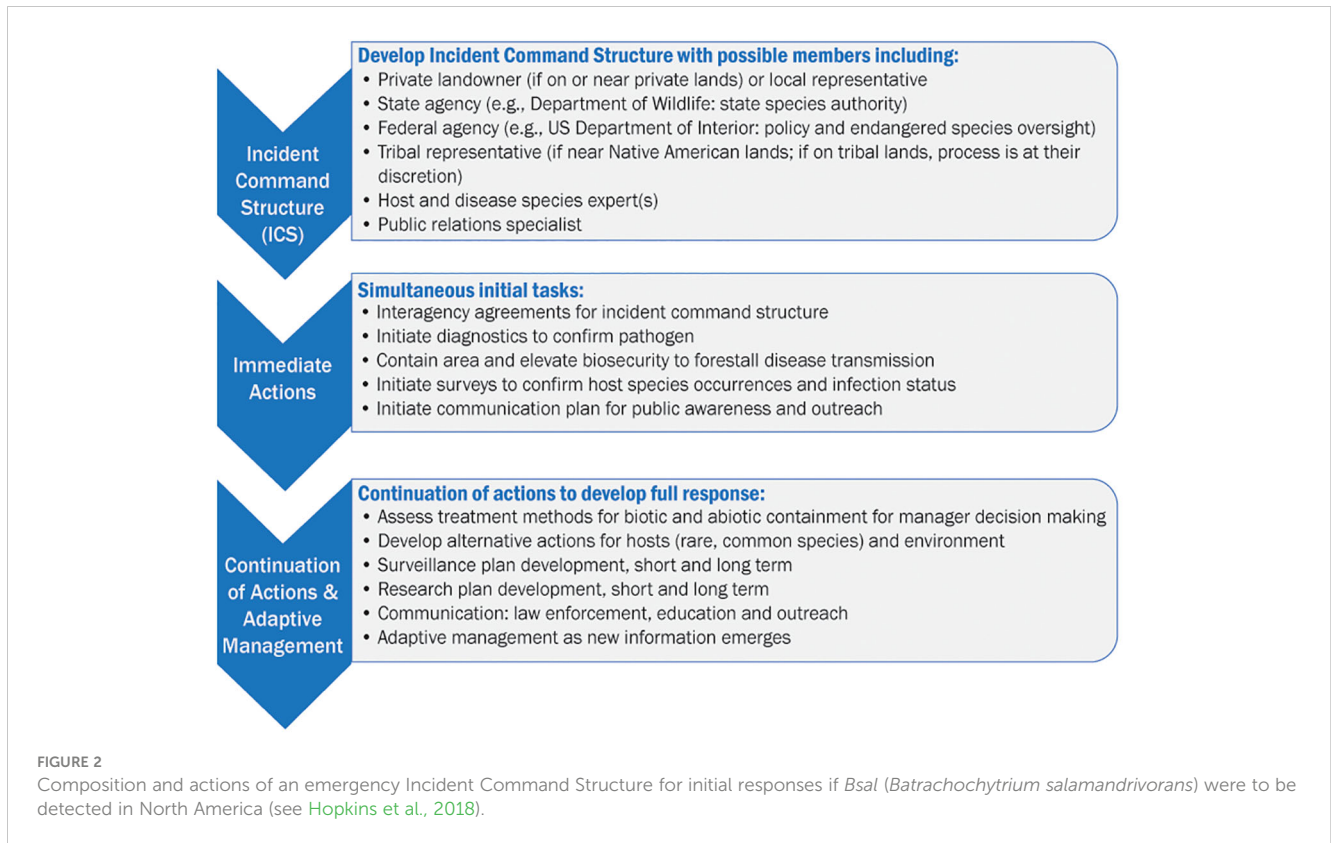 Incident
Command
Structure
(ICS)
Develop Incident Command Structure with possible members including:
• Private landowner (if on or near private lands) or local representative
• State agency (e.g., Department of Wildlife: state species authority)
• Federal agency (e.g., US Department of Interior: policy and endangered species oversight)
• Tribal representative (if near Native American lands; if on tribal lands, process is at their
discretion)
• Host and disease species expert(s)
• Public relations specialist
Immediate
Actions
Simultaneous initial tasks:
• Interagency agreements for incident command structure
• Initiate diagnostics to confirm pathogen
• Contain area and elevate biosecurity to forestall disease transmission
• Initiate surveys to confirm host species occurrences and infection status
• Initiate communication plan for public awareness and outreach
Continuation
of Actions &
Adaptive
Management
Continuation of actions to develop full response:
• Assess treatment methods for biotic and abiotic containment for manager decision making
• Develop alternative actions for hosts (rare, common species) and environment
• Surveillance plan development, short and long term
• Research plan development, short and long term
• Communication: law enforcement, education and outreach
• Adaptive management as new information emerges
FIGURE 2
Composition and actions of an emergency Incident Command Structure for initial responses if Bsal (Batrachochytrium salamandrivorans) were to be
detected in North America (see Hopkins et al., 2018).